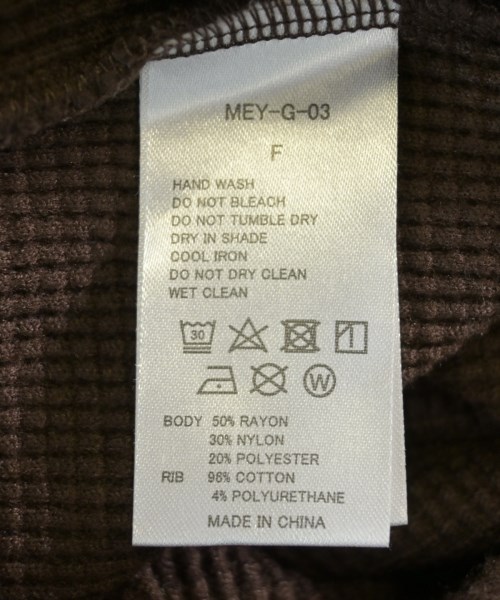 MEY-G-03
F
HAND WASH
DO NOT BLEACH
DO NOT TUMBLE DRY
DRY IN SHADE
COOL IRON
DO NOT DRY CLEAN
WET CLEAN
30
W
BODY 50% RAYON
30% NYLON
20% POLYESTER
RIB 96% COTTON
4% POLYURETHANE
MADE IN CHINA